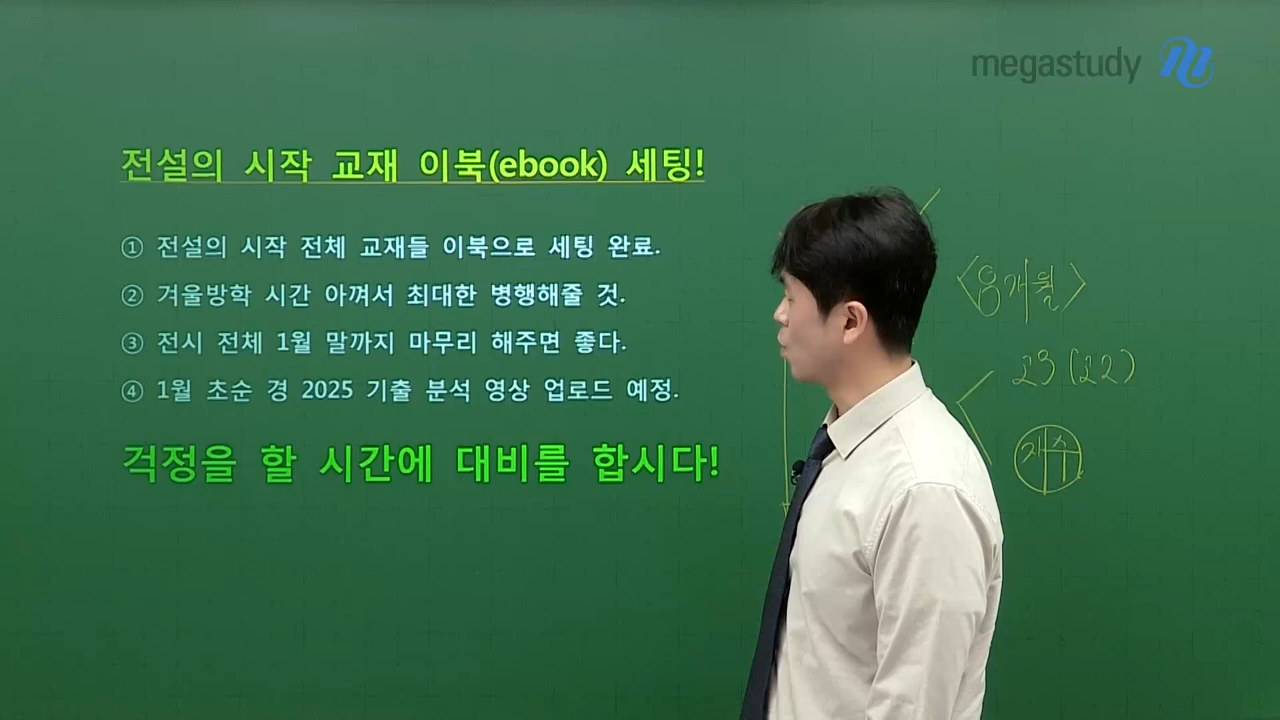 megastudy
전설의 시작 교재 이북(ebook) 세팅!
① 전설의 시작 전체 교재들 이북으로 세팅 완료.
② 겨울방학 시간 아껴서 최대한 병행해줄 것.
③ 전시 전체 1월 말까지 마무리 해주면 좋다.
④ 1월 초순 경 2025 기출 분석 영상 업로드 예정.
걱정을 할 시간에 대비를 합시다!
<8개월>
23(22)
재수